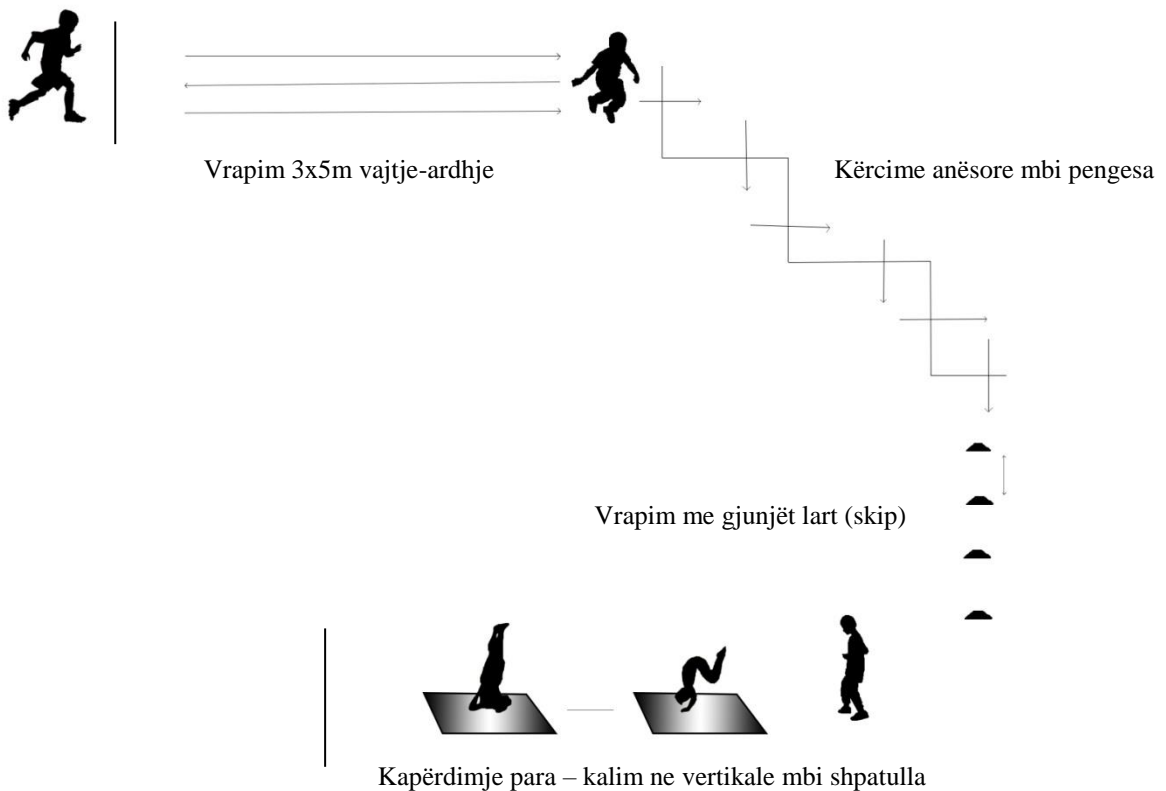 Vrapim 3x5m vajtje-ardhje
Kërcime anësore mbi pengesa
Vrapim me gjunjët lart (skip)
Kapërdimje para – kalim ne vertikale mbi shpatulla